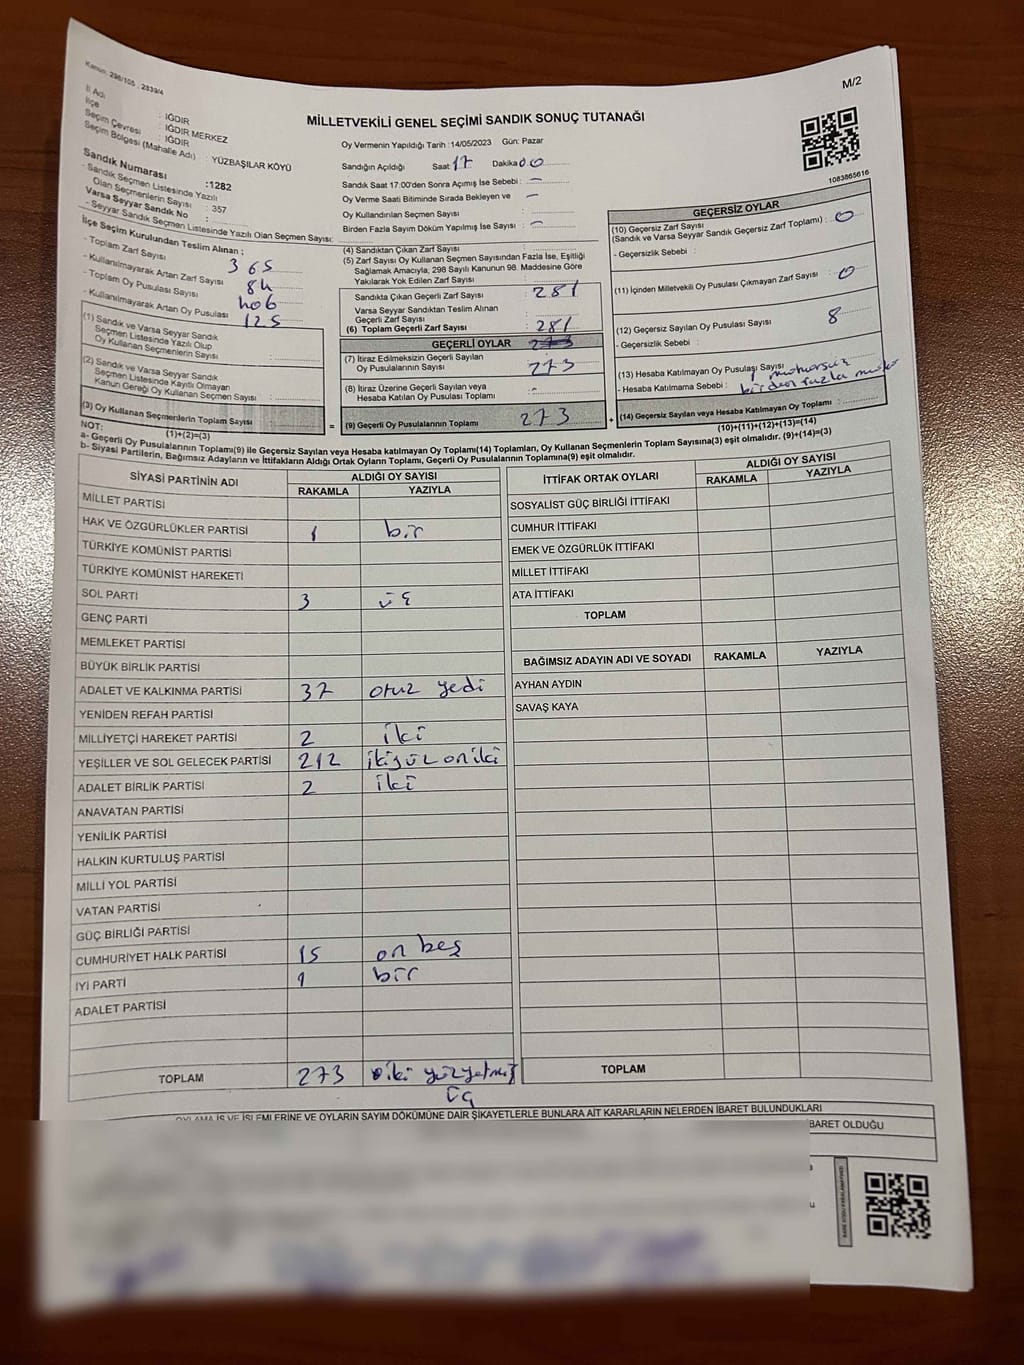 Kanun: 298/105 , 2839/4
M/2
İl Adı : IĞDIR
İlçe : IĞDIR MERKEZ
Seçim Çevresi : IĞDIR
Seçim Bölgesi (Mahalle Adı) : YÜZBAŞILAR KÖYÜ
MİLLETVEKİLİ GENEL SEÇİMİ SANDIK SONUÇ TUTANAĞI
Oy Vermenin Yapıldığı Tarih :14/05/2023 Gün: Pazar
Sandığın Açıldığı Saat 17 Dakika 00
Sandık Saat 17:00'den Sonra Açımış İse Sebebi : -
Oy Verme Saati Bitiminde Sırada Bekleyen ve -
Oy Kullandırılan Seçmen Sayısı
Birden Fazla Sayım Döküm Yapılmış İse Sayısı : -
1083865616
Sandık Numarası :1282
- Sandık Seçmen Listesinde Yazılı
Olan Seçmenlerin Sayısı : 357
Varsa Seyyar Sandık No :
- Seyyar Sandık Seçmen Listesinde Yazılı Olan Seçmen Sayısı:
İlçe Seçim Kurulundan Teslim Alınan ;
- Toplam Zarf Sayısı 365
- Kullanılmayarak Artan Zarf Sayısı 84
- Toplam Oy Pusulası Sayısı 406
- Kullanılmayarak Artan Oy Pusulası 125
(1) Sandık ve Varsa Seyyar Sandık
Seçmen Listesinde Yazılı Olup
Oy Kullanan Seçmenlerin Sayısı :
(2) Sandık ve Varsa Seyyar Sandık
Seçmen Listesinde Kayıtlı Olmayan
Kanun Gereği Oy Kullanan Seçmen Sayısı :
(3) Oy Kullanan Seçmenlerin Toplam Sayısı :
(1)+(2)=(3)
(4) Sandıktan Çıkan Zarf Sayısı :
(5) Zarf Sayısı Oy Kullanan Seçmen Sayısından Fazla İse, Eşitliği
Sağlamak Amacıyla, 298 Sayılı Kanunun 98. Maddesine Göre
Yakılarak Yok Edilen Zarf Sayısı :
Sandıkta Çıkan Geçerli Zarf Sayısı : 281
Varsa Seyyar Sandıktan Teslim Alınan
Geçerli Zarf Sayısı :
(6) Toplam Geçerli Zarf Sayısı : 281
GEÇERLİ OYLAR 273
(7) İtiraz Edilmeksizin Geçerli Sayılan
Oy Pusulalarının Sayısı : 273
(8) İtiraz Üzerine Geçerli Sayılan veya
Hesaba Katılan Oy Pusulası Toplamı : -
= (9) Geçerli Oy Pusulalarının Toplamı 273 +
GEÇERSİZ OYLAR
(10) Geçersiz Zarf Sayısı
(Sandık ve Varsa Seyyar Sandık Geçersiz Zarf Toplamı) : 0
- Geçersizlik Sebebi :
(11) İçinden Milletvekili Oy Pusulası Çıkmayan Zarf Sayısı : 0
(12) Geçersiz Sayılan Oy Pusulası Sayısı 8
- Geçersizlik Sebebi :
(13) Hesaba Katılmayan Oy Pusulası Sayısı 1 mühürsüz
- Hesaba Katılmama Sebebi : birden fazla
(14) Geçersiz Sayılan veya Hesaba Katılmayan Oy Toplamı :
(10)+(11)+(12)+(13)=(14)
NOT:
a- Geçerli Oy Pusulalarının Toplamı(9) ile Geçersiz Sayılan veya Hesaba katılmayan Oy Toplamı(14) Toplamları, Oy Kullanan Seçmenlerin Toplam Sayısına(3) eşit olmalıdır. (9)+(14)=(3)
b- Siyasi Partilerin, Bağımsız Adayların ve İttifakların Aldığı Ortak Oyların Toplamı, Geçerli Oy Pusulalarının Toplamına(9) eşit olmalıdır.
SİYASİ PARTİNİN ADI ALDIĞI OY SAYISI
RAKAMLA YAZIYLA
MİLLET PARTİSİ
HAK VE ÖZGÜRLÜKLER PARTİSİ 1 bir
TÜRKİYE KOMÜNİST PARTİSİ
TÜRKİYE KOMÜNİST HAREKETİ
SOL PARTİ 3 üç
GENÇ PARTİ
MEMLEKET PARTİSİ
BÜYÜK BİRLİK PARTİSİ
ADALET VE KALKINMA PARTİSİ 37 otuz yedi
YENİDEN REFAH PARTİSİ
MİLLİYETÇİ HAREKET PARTİSİ 2 iki
YEŞİLLER VE SOL GELECEK PARTİSİ 212 ikiyüz oniki
ADALET BİRLİK PARTİSİ 2 iki
ANAVATAN PARTİSİ
YENİLİK PARTİSİ
HALKIN KURTULUŞ PARTİSİ
MİLLİ YOL PARTİSİ
VATAN PARTİSİ
GÜÇ BİRLİĞİ PARTİSİ
CUMHURİYET HALK PARTİSİ 15 on beş
İYİ PARTİ 1 bir
ADALET PARTİSİ
TOPLAM 273 iki yüzyetmiş
üç
İTTİFAK ORTAK OYLARI ALDIĞI OY SAYISI
RAKAMLA YAZIYLA
SOSYALİST GÜÇ BİRLİĞİ İTTİFAKI
CUMHUR İTTİFAKI
EMEK VE ÖZGÜRLÜK İTTİFAKI
MİLLET İTTİFAKI
ATA İTTİFAKI
TOPLAM
BAĞIMSIZ ADAYIN ADI VE SOYADI RAKAMLA YAZIYLA
AYHAN AYDIN
SAVAŞ KAYA
TOPLAM
OYLAMA İŞ VE İŞLEMLERİNE VE OYLARIN SAYIM DÖKÜMÜNE DAİR ŞİKAYETLERLE BUNLARA AİT KARARLARIN NELERDEN İBARET BULUNDUKLARI
BARET OLDUĞU